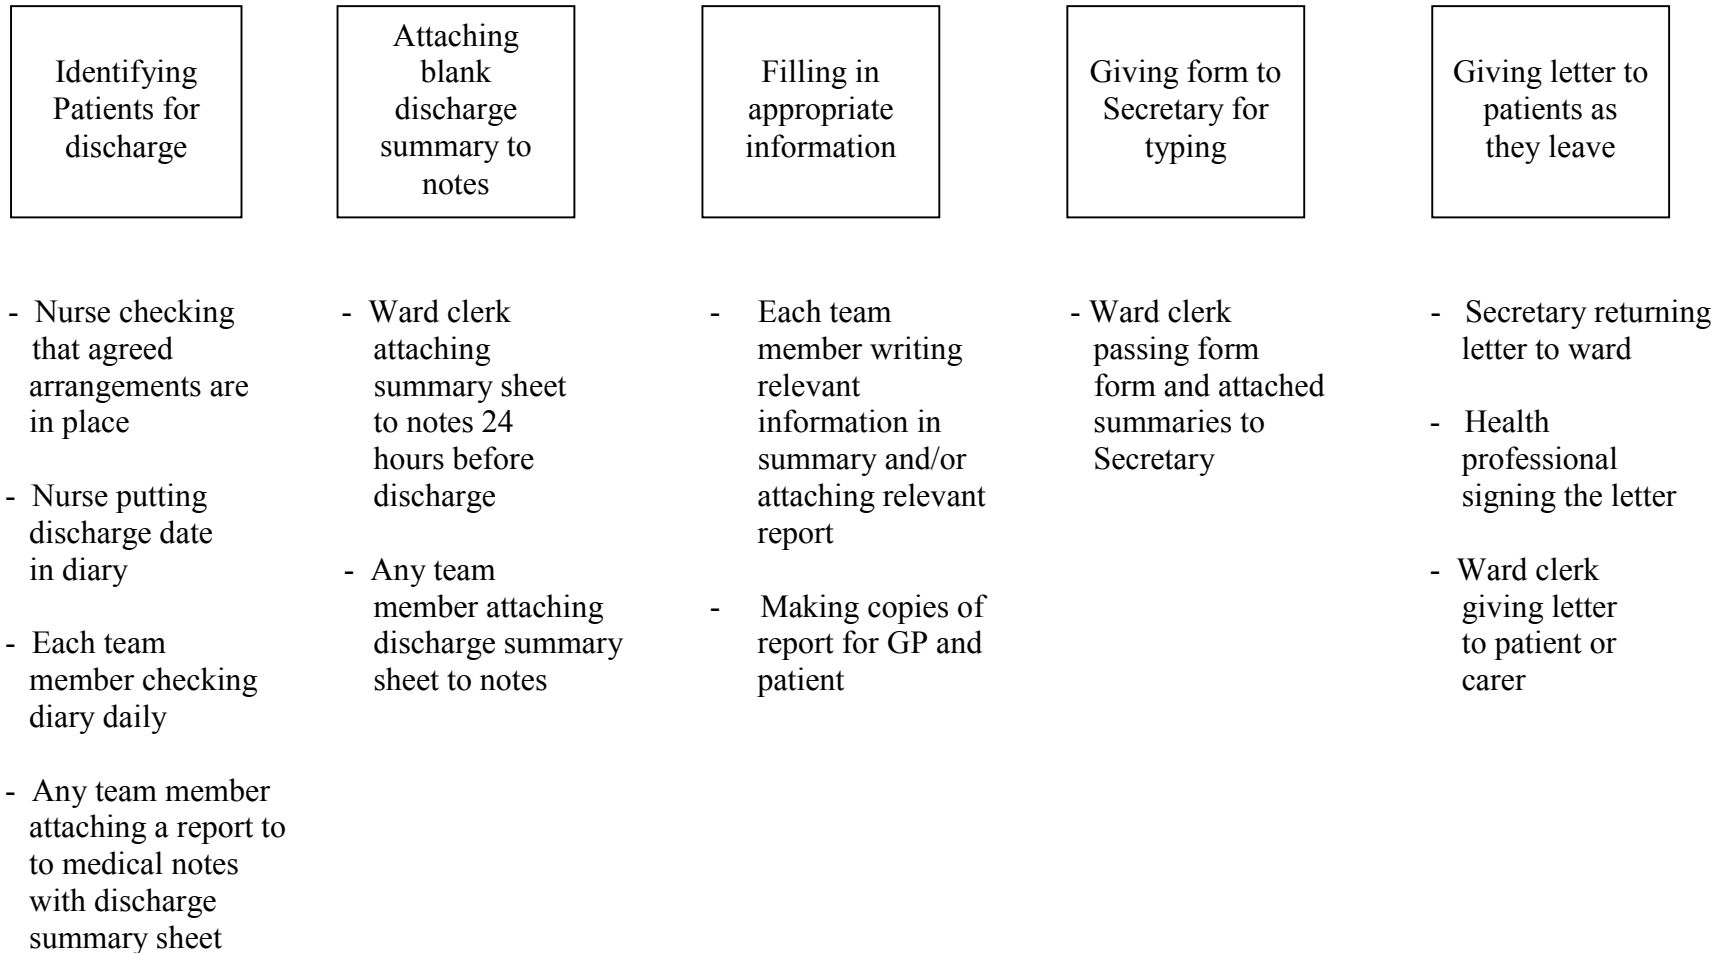 Identifying
Patients for
discharge
Attaching
blank
discharge
summary to
notes
Filling in
appropriate
information
Giving form to
Secretary for
typing
Giving letter to
patients as
they leave
- Nurse checking
that agreed
arrangements are
in place
- Nurse putting
discharge date
in diary
- Each team
member checking
diary daily
- Any team member
attaching a report to
to medical notes
with discharge
summary sheet
- Ward clerk
attaching
summary sheet
to notes 24
hours before
discharge
- Any team
member attaching
discharge summary
sheet to notes
- Each team
member writing
relevant
information in
summary and/or
attaching relevant
report
- Making copies of
report for GP and
patient
- Ward clerk
passing form
form and attached
summaries to
Secretary
- Secretary returning
letter to ward
- Health
professional
signing the letter
- Ward clerk
giving letter
to patient or
carer